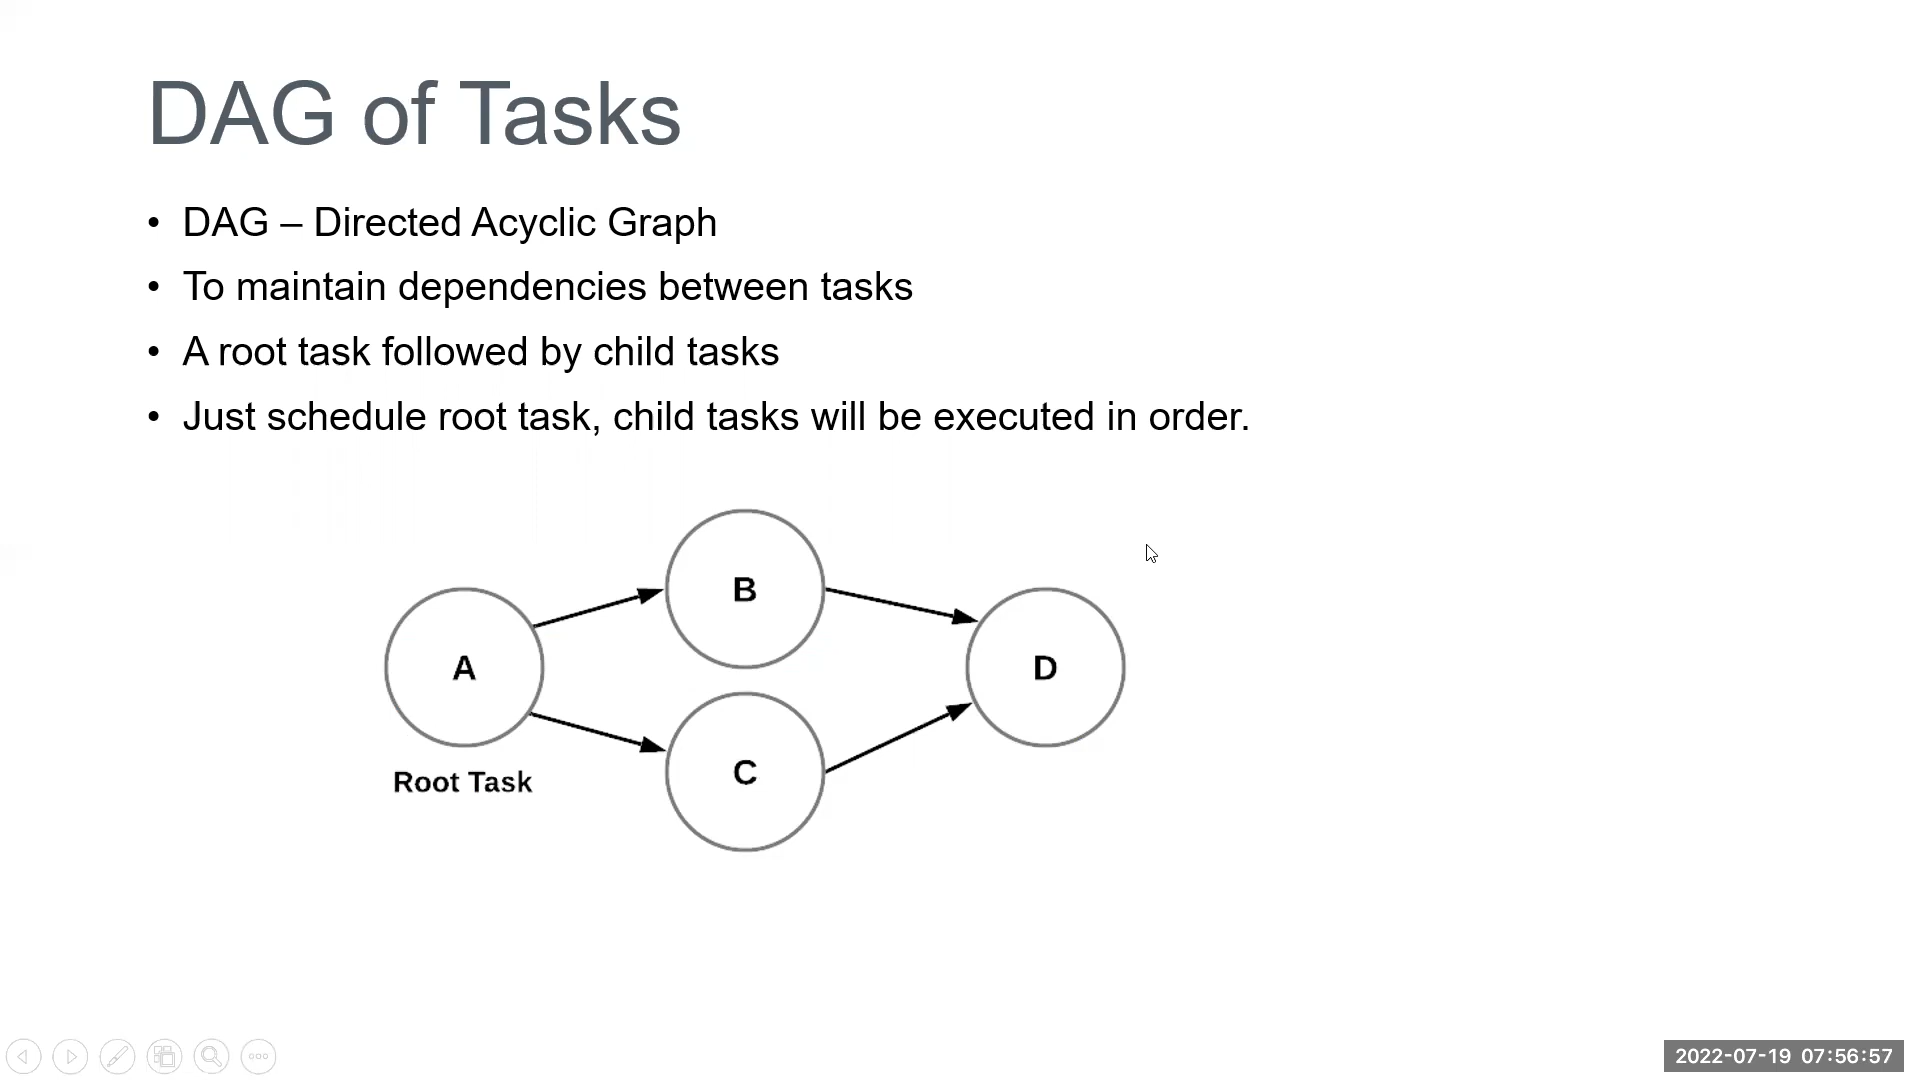 DAG of Tasks
• DAG – Directed Acyclic Graph
• To maintain dependencies between tasks
• A root task followed by child tasks
• Just schedule root task, child tasks will be executed in order.
B
A
D
C
Root Task
2022-07-19 07:56:57